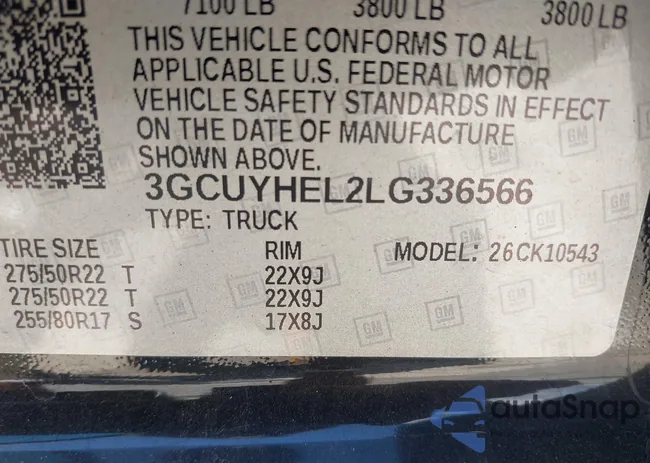 7100 LB 3800 LB 3800 LB
THIS VEHICLE CONFORMS TO ALL
APPLICABLE U.S. FEDERAL MOTOR
VEHICLE SAFETY STANDARDS IN EFFECT
ON THE DATE OF MANUFACTURE
SHOWN ABOVE.
3GCUYHEL2LG336566
TYPE: TRUCK
TIRE SIZE RIM MODEL: 26CK10543
275/50R22 T 22X9J
275/50R22 T 22X9J
255/80R17 S 17X8J
GM
autoSnap